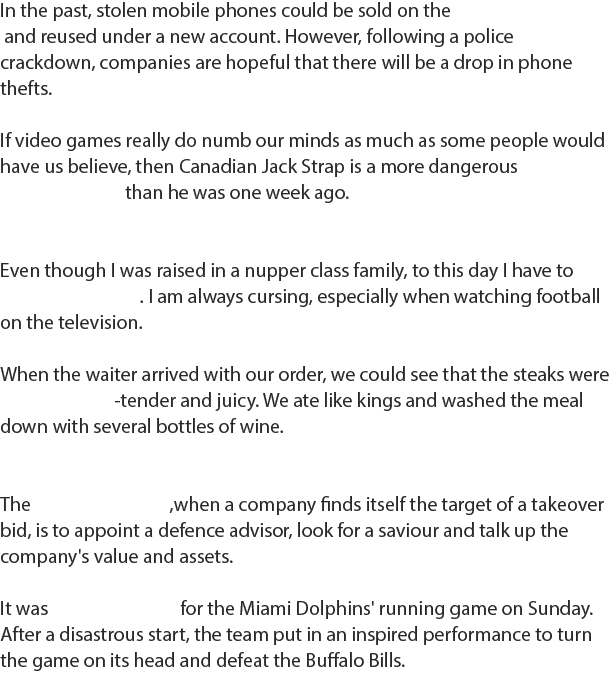 In the past, stolen mobile phones could be sold on the
and reused under a new account. However, following a police
crackdown, companies are hopeful that there will be a drop in phone
thefts.
If video games really do numb our minds as much as some people would
have us believe, then Canadian Jack Strap is a more dangerous
than he was one week ago.
Even though I was raised in a nupper class family, to this day I have to
. I am always cursing, especially when watching football
on the television.
When the waiter arrived with our order, we could see that the steaks were
-tender and juicy. We ate like kings and washed the meal
down with several bottles of wine.
The ,when a company finds itself the target of a takeover
bid, is to appoint a defence advisor, look for a saviour and talk up the
company's value and assets.
It was for the Miami Dolphins' running game on Sunday.
After a disastrous start, the team put in an inspired performance to turn
the game on its head and defeat the Buffalo Bills.